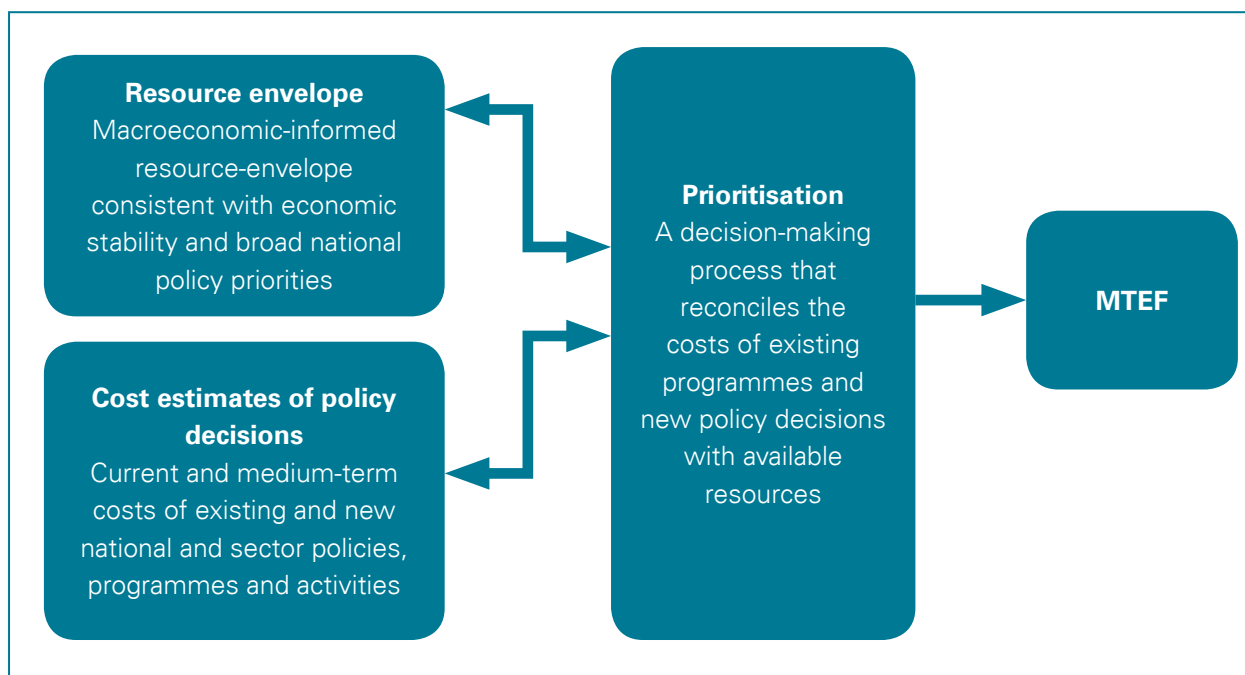 Resource envelope
Macroeconomic-informed
resource-envelope
consistent with economic
stability and broad national
policy priorities
Cost estimates of policy
decisions
Current and medium-term
costs of existing and new
national and sector policies,
programmes and activities
Prioritisation
A decision-making
process that
reconciles the
costs of existing
programmes and
new policy decisions
with available
resources
MTEF